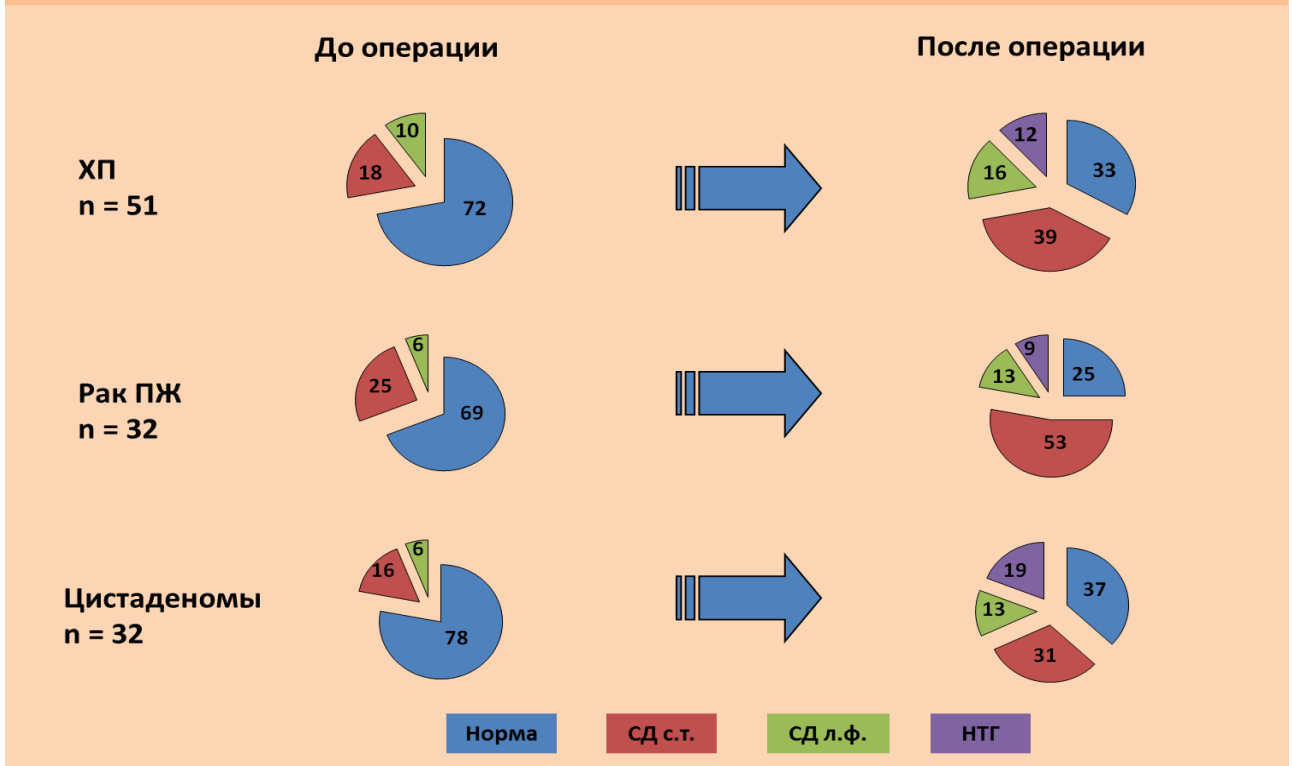 До операции
После операции
ХП
n = 51
10
18
72
12
16
33
39
Рак ПЖ
n = 32
6
25
69
9
13
25
53
Цистаденомы
n = 32
6
16
78
19
37
13
31
Норма
СД с.т.
СД л.ф.
НТГ